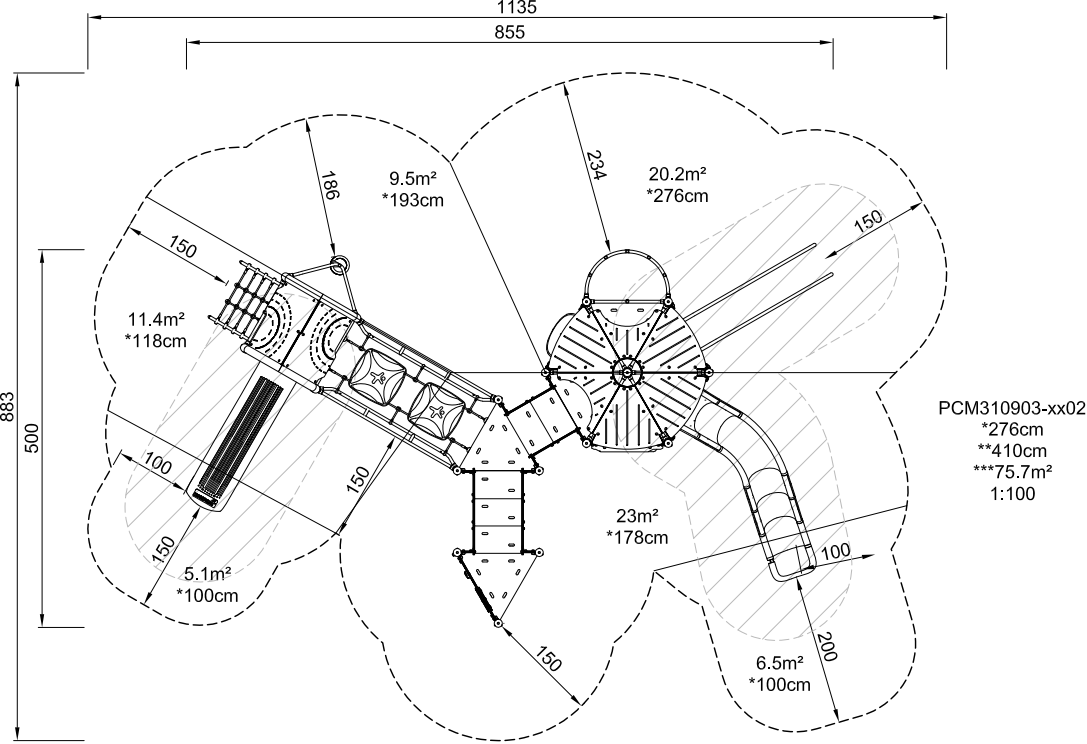 1135
855
234
20.2m²
*276cm
186
9.5m²
*193cm
150
150
11.4m²
*118cm
883
500
PCM310903-xx02
*276cm
**410cm
***75.7m²
1:100
100
150
23m²
*178cm
150
100
5.1m²
*100cm
150
200
6.5m²
*100cm